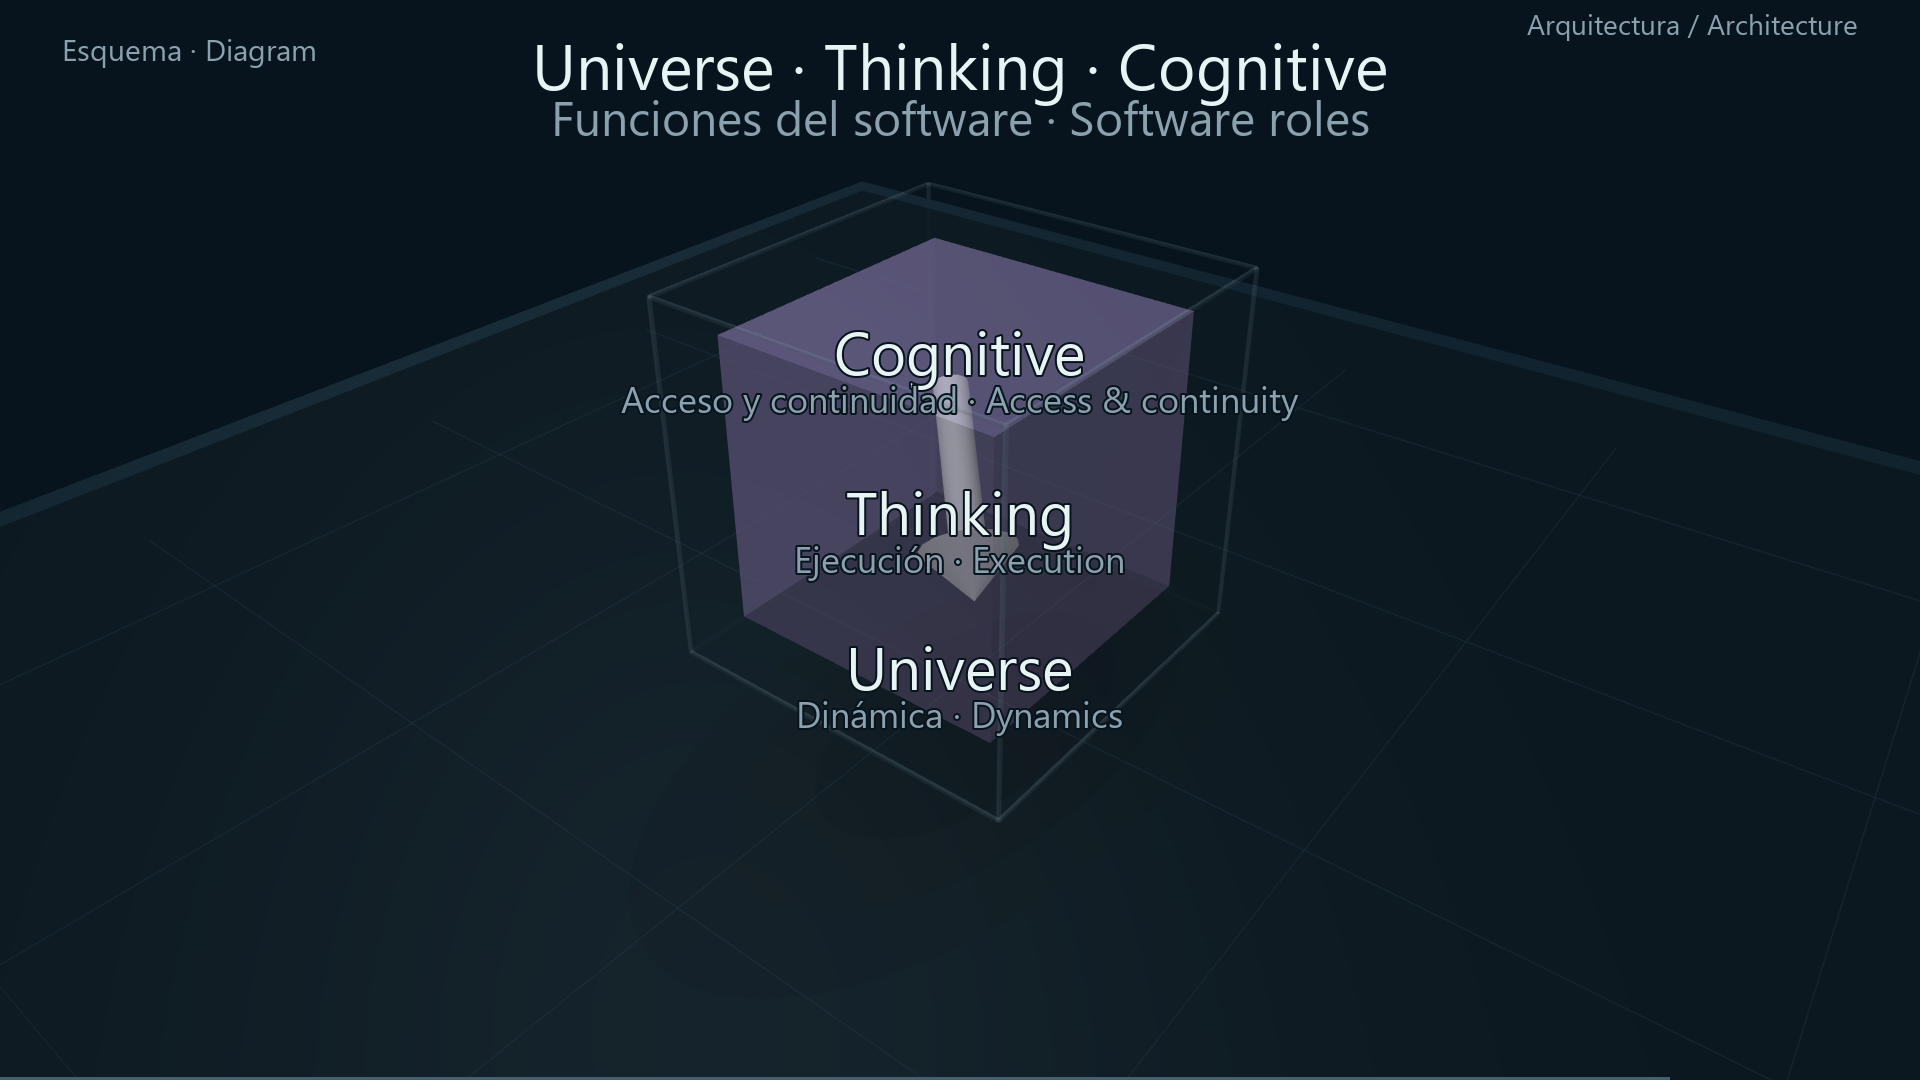 Esquema · Diagram
Arquitectura / Architecture
Universe · Thinking · Cognitive
Funciones del software · Software roles
Cognitive
Acceso y continuidad · Access & continuity
Thinking
Ejecución · Execution
Universe
Dinámica · Dynamics